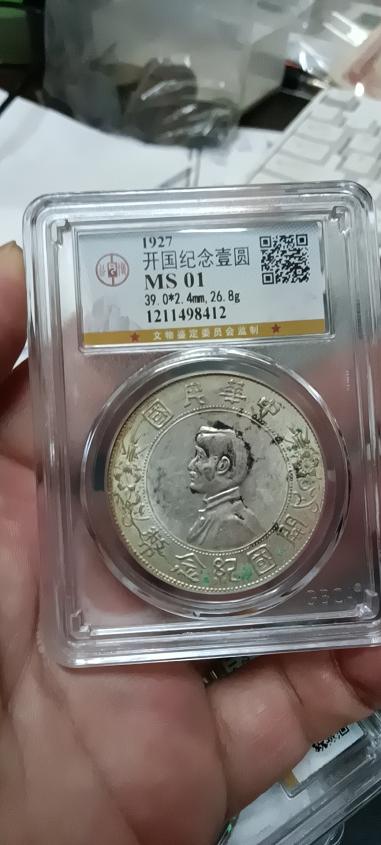 1927
开国纪念壹圆
MS 01
39.0*2.4mm,26.8g
1211498412
★ 文物鉴定委员会监制 ★
國民華中
幣念紀國開